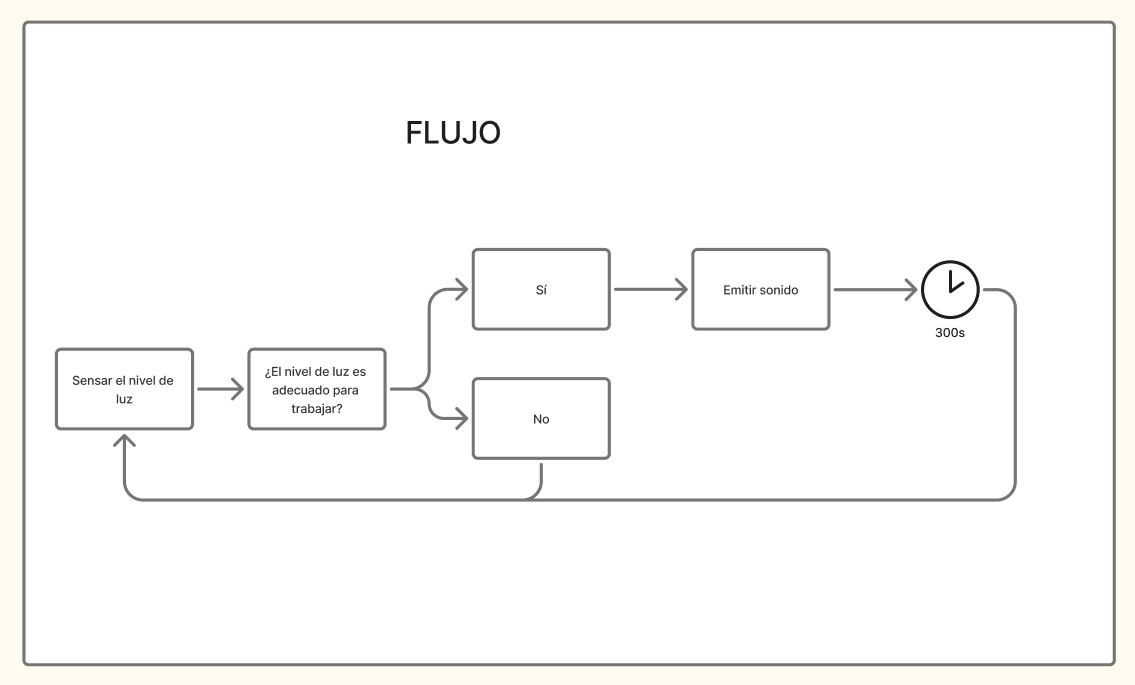 FLUJO
Sensar el nivel de
luz
¿El nivel de luz es
adecuado para
trabajar?
Sí
No
Emitir sonido
300s